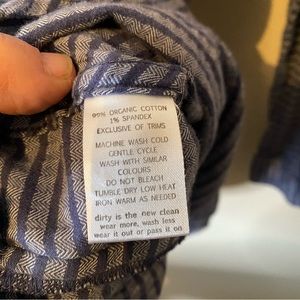 99% ORGANIC COTTON
1% SPANDEX
EXCLUSIVE OF TRIMS
MACHINE WASH COLD
GENTLE CYCLE
WASH WITH SIMILAR
COLOURS
DO NOT BLEACH
TUMBLE DRY LOW HEAT
IRON WARM AS NEEDED
dirty is the new clean
wear more, wash less
wear it out or pass it on